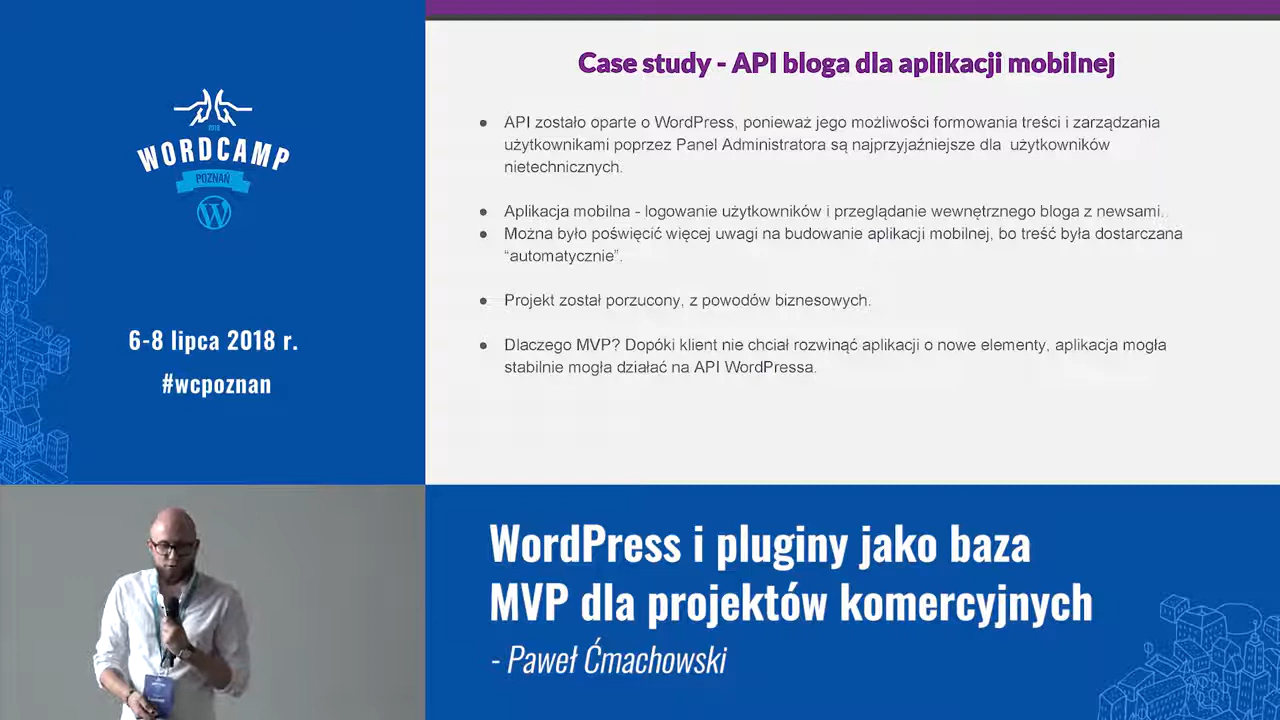 2018
WORDCAMP
POZNAŃ
6-8 lipca 2018 r.
#wcpoznan
Case study - API bloga dla aplikacji mobilnej
● API zostało oparte o WordPress, ponieważ jego możliwości formowania treści i zarządzania
użytkownikami poprzez Panel Administratora są najprzyjaźniejsze dla użytkowników
nietechnicznych.
● Aplikacja mobilna - logowanie użytkowników i przeglądanie wewnętrznego bloga z newsami.
● Można było poświęcić więcej uwagi na budowanie aplikacji mobilnej, bo treść była dostarczana
“automatycznie”.
● Projekt został porzucony, z powodów biznesowych.
● Dlaczego MVP? Dopóki klient nie chciał rozwinąć aplikacji o nowe elementy, aplikacja mogła
stabilnie mogła działać na API WordPressa.
WordPress i pluginy jako baza
MVP dla projektów komercyjnych
- Paweł Ćmachowski